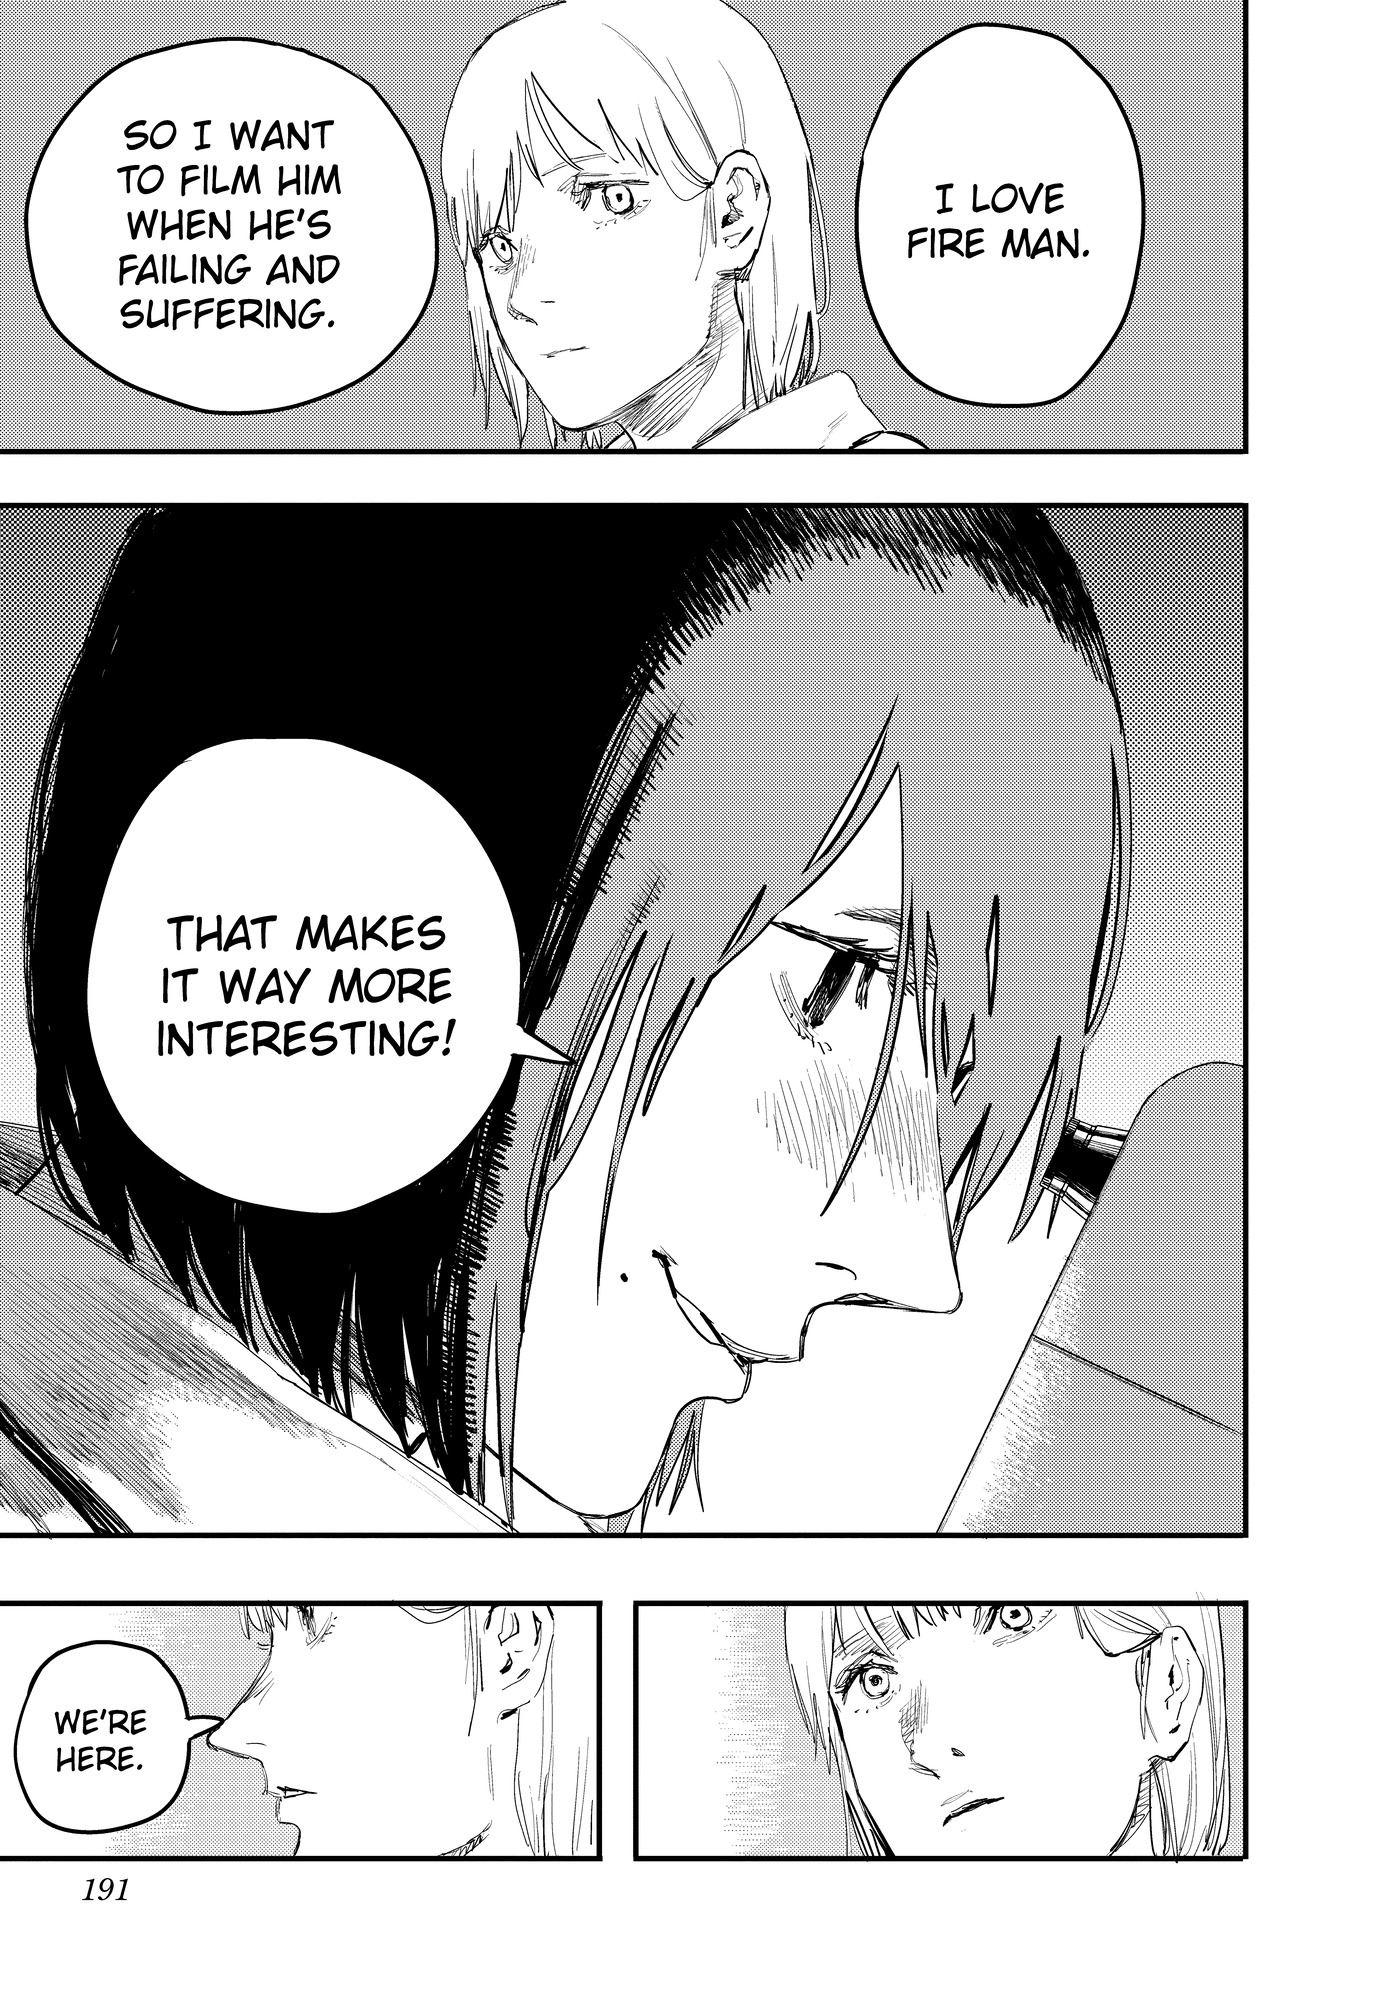 I LOVE
FIRE MAN.
SO I WANT
TO FILM HIM
WHEN HE'S
FAILING AND
SUFFERING.
THAT MAKES
IT WAY MORE
INTERESTING!
WE'RE
HERE.
191